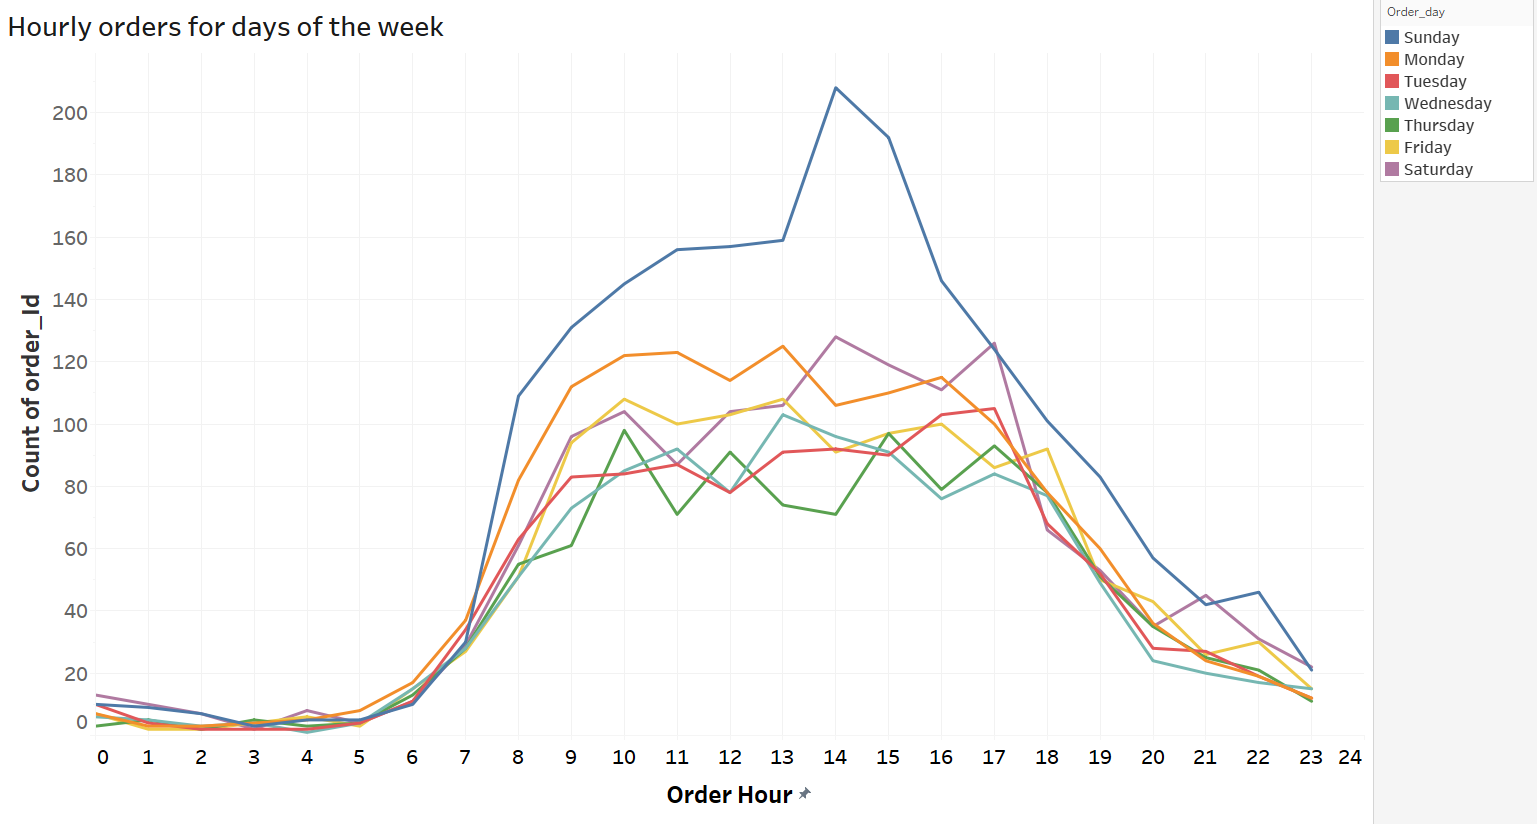 Hourly orders for days of the week
Order_day
Sunday
Monday
Tuesday
Wednesday
Thursday
Friday
Saturday
Count of order_Id
200
180
160
140
120
100
80
60
40
20
0
0 1 2 3 4 5 6 7 8 9 10 11 12 13 14 15 16 17 18 19 20 21 22 23 24
Order Hour